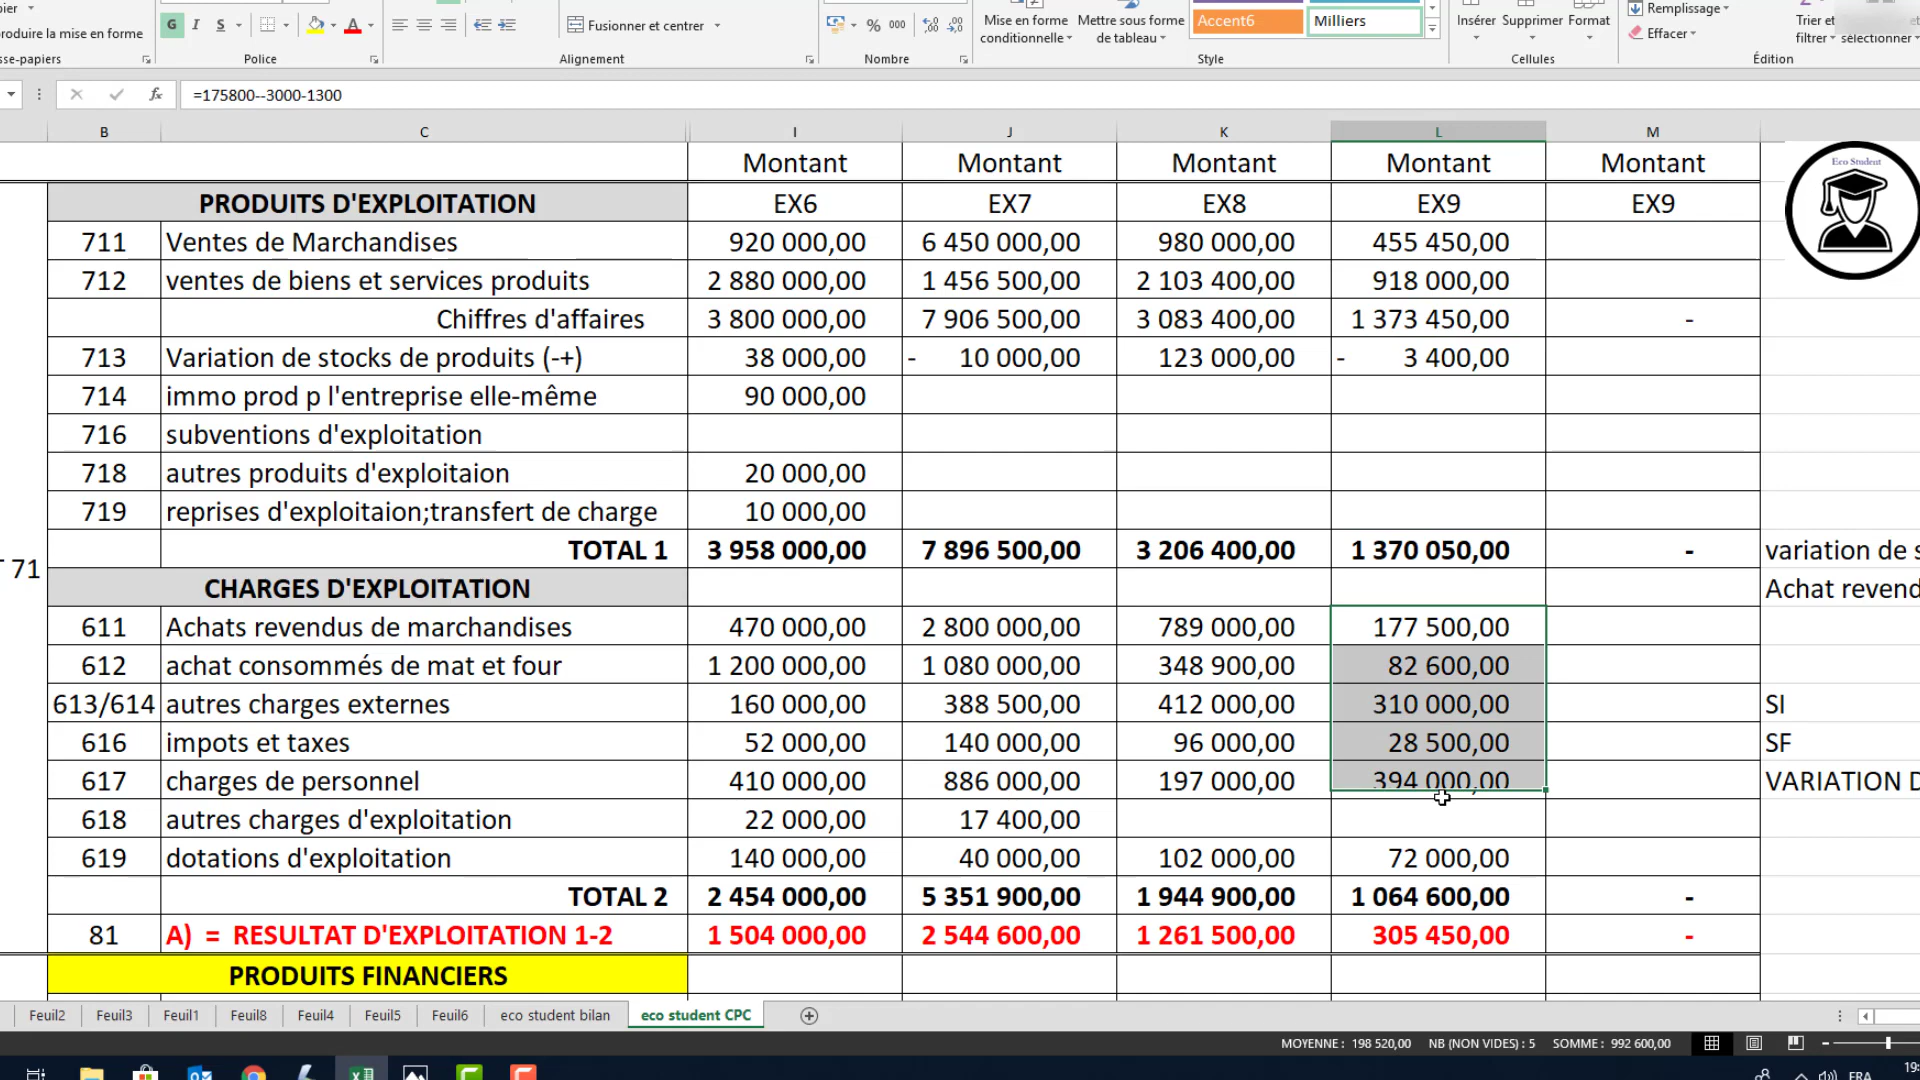 Fusionner et centrer
Mise en forme
conditionnelle
Mettre sous forme
de tableau
Accent6
Milliers
Insérer
Supprimer
Format
Remplissage
Effacer
Trier et
filtrer
sélectionner
roduire la mise en forme
sse-papiers
Police
Alignement
Nombre
Style
Cellules
Édition
G I S
% 000
fx =175800--3000-1300
B C I J K L M
Montant Montant Montant Montant Montant
PRODUITS D'EXPLOITATION EX6 EX7 EX8 EX9 EX9
Eco Student
711 Ventes de Marchandises 920 000,00 6 450 000,00 980 000,00 455 450,00
712 ventes de biens et services produits 2 880 000,00 1 456 500,00 2 103 400,00 918 000,00
Chiffres d'affaires 3 800 000,00 7 906 500,00 3 083 400,00 1 373 450,00 -
713 Variation de stocks de produits (-+) 38 000,00 - 10 000,00 123 000,00 - 3 400,00
714 immo prod p l'entreprise elle-même 90 000,00
716 subventions d'exploitation
718 autres produits d'exploitaion 20 000,00
719 reprises d'exploitaion;transfert de charge 10 000,00
TOTAL 1 3 958 000,00 7 896 500,00 3 206 400,00 1 370 050,00 - variation de s
71
CHARGES D'EXPLOITATION Achat revend
611 Achats revendus de marchandises 470 000,00 2 800 000,00 789 000,00 177 500,00
612 achat consommés de mat et four 1 200 000,00 1 080 000,00 348 900,00 82 600,00
613/614 autres charges externes 160 000,00 388 500,00 412 000,00 310 000,00 SI
616 impots et taxes 52 000,00 140 000,00 96 000,00 28 500,00 SF
617 charges de personnel 410 000,00 886 000,00 197 000,00 394 000,00 VARIATION D
618 autres charges d'exploitation 22 000,00 17 400,00
619 dotations d'exploitation 140 000,00 40 000,00 102 000,00 72 000,00
TOTAL 2 2 454 000,00 5 351 900,00 1 944 900,00 1 064 600,00 -
81 A) = RESULTAT D'EXPLOITATION 1-2 1 504 000,00 2 544 600,00 1 261 500,00 305 450,00 -
PRODUITS FINANCIERS
Feuil2 Feuil3 Feuil1 Feuil8 Feuil4 Feuil5 Feuil6 eco student bilan eco student CPC
MOYENNE : 198 520,00 NB (NON VIDES) : 5 SOMME : 992 600,00
FRA
19: